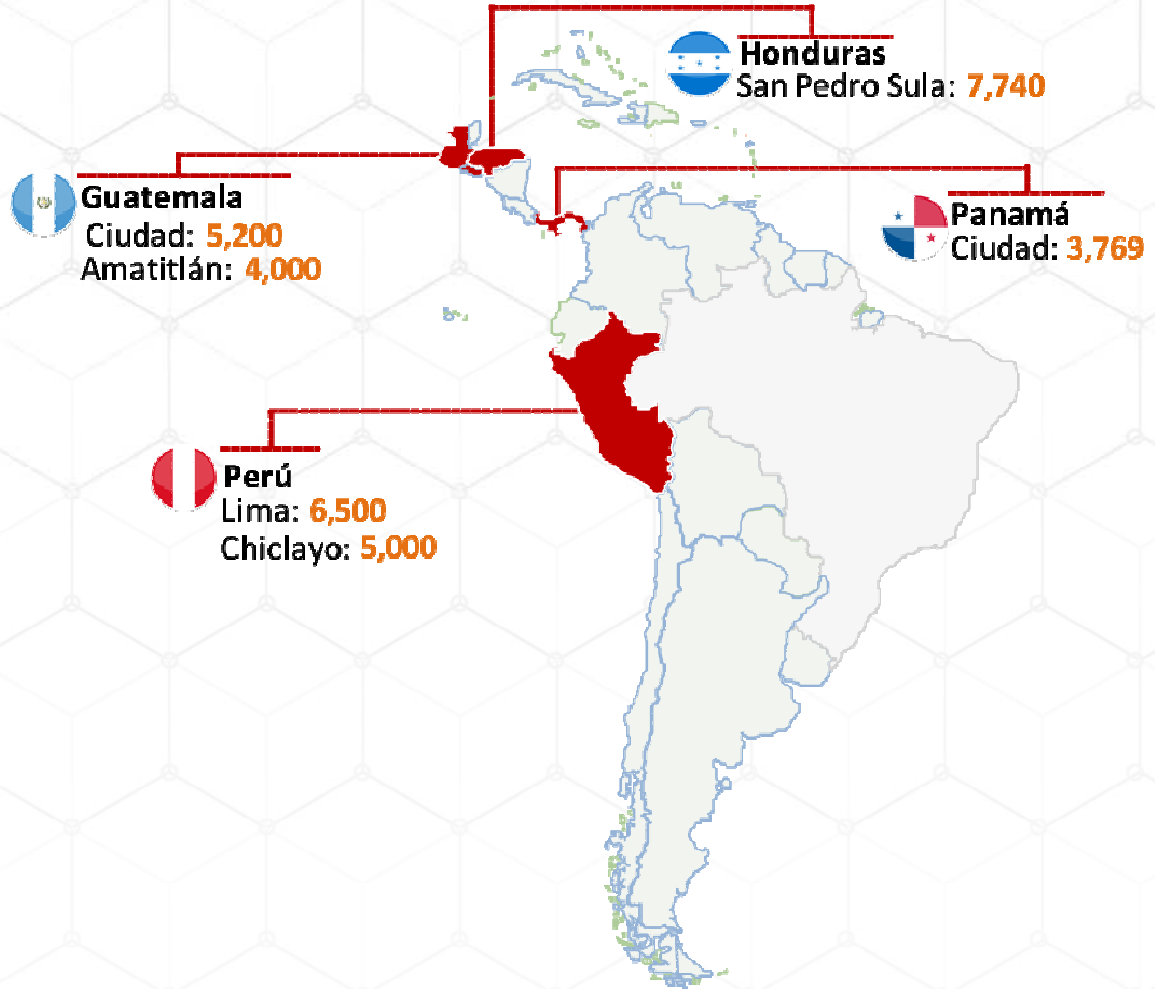 Honduras
San Pedro Sula: 7,740
Guatemala
Ciudad: 5,200
Amatitlán: 4,000
Panamá
Ciudad: 3,769
Perú
Lima: 6,500
Chiclayo: 5,000